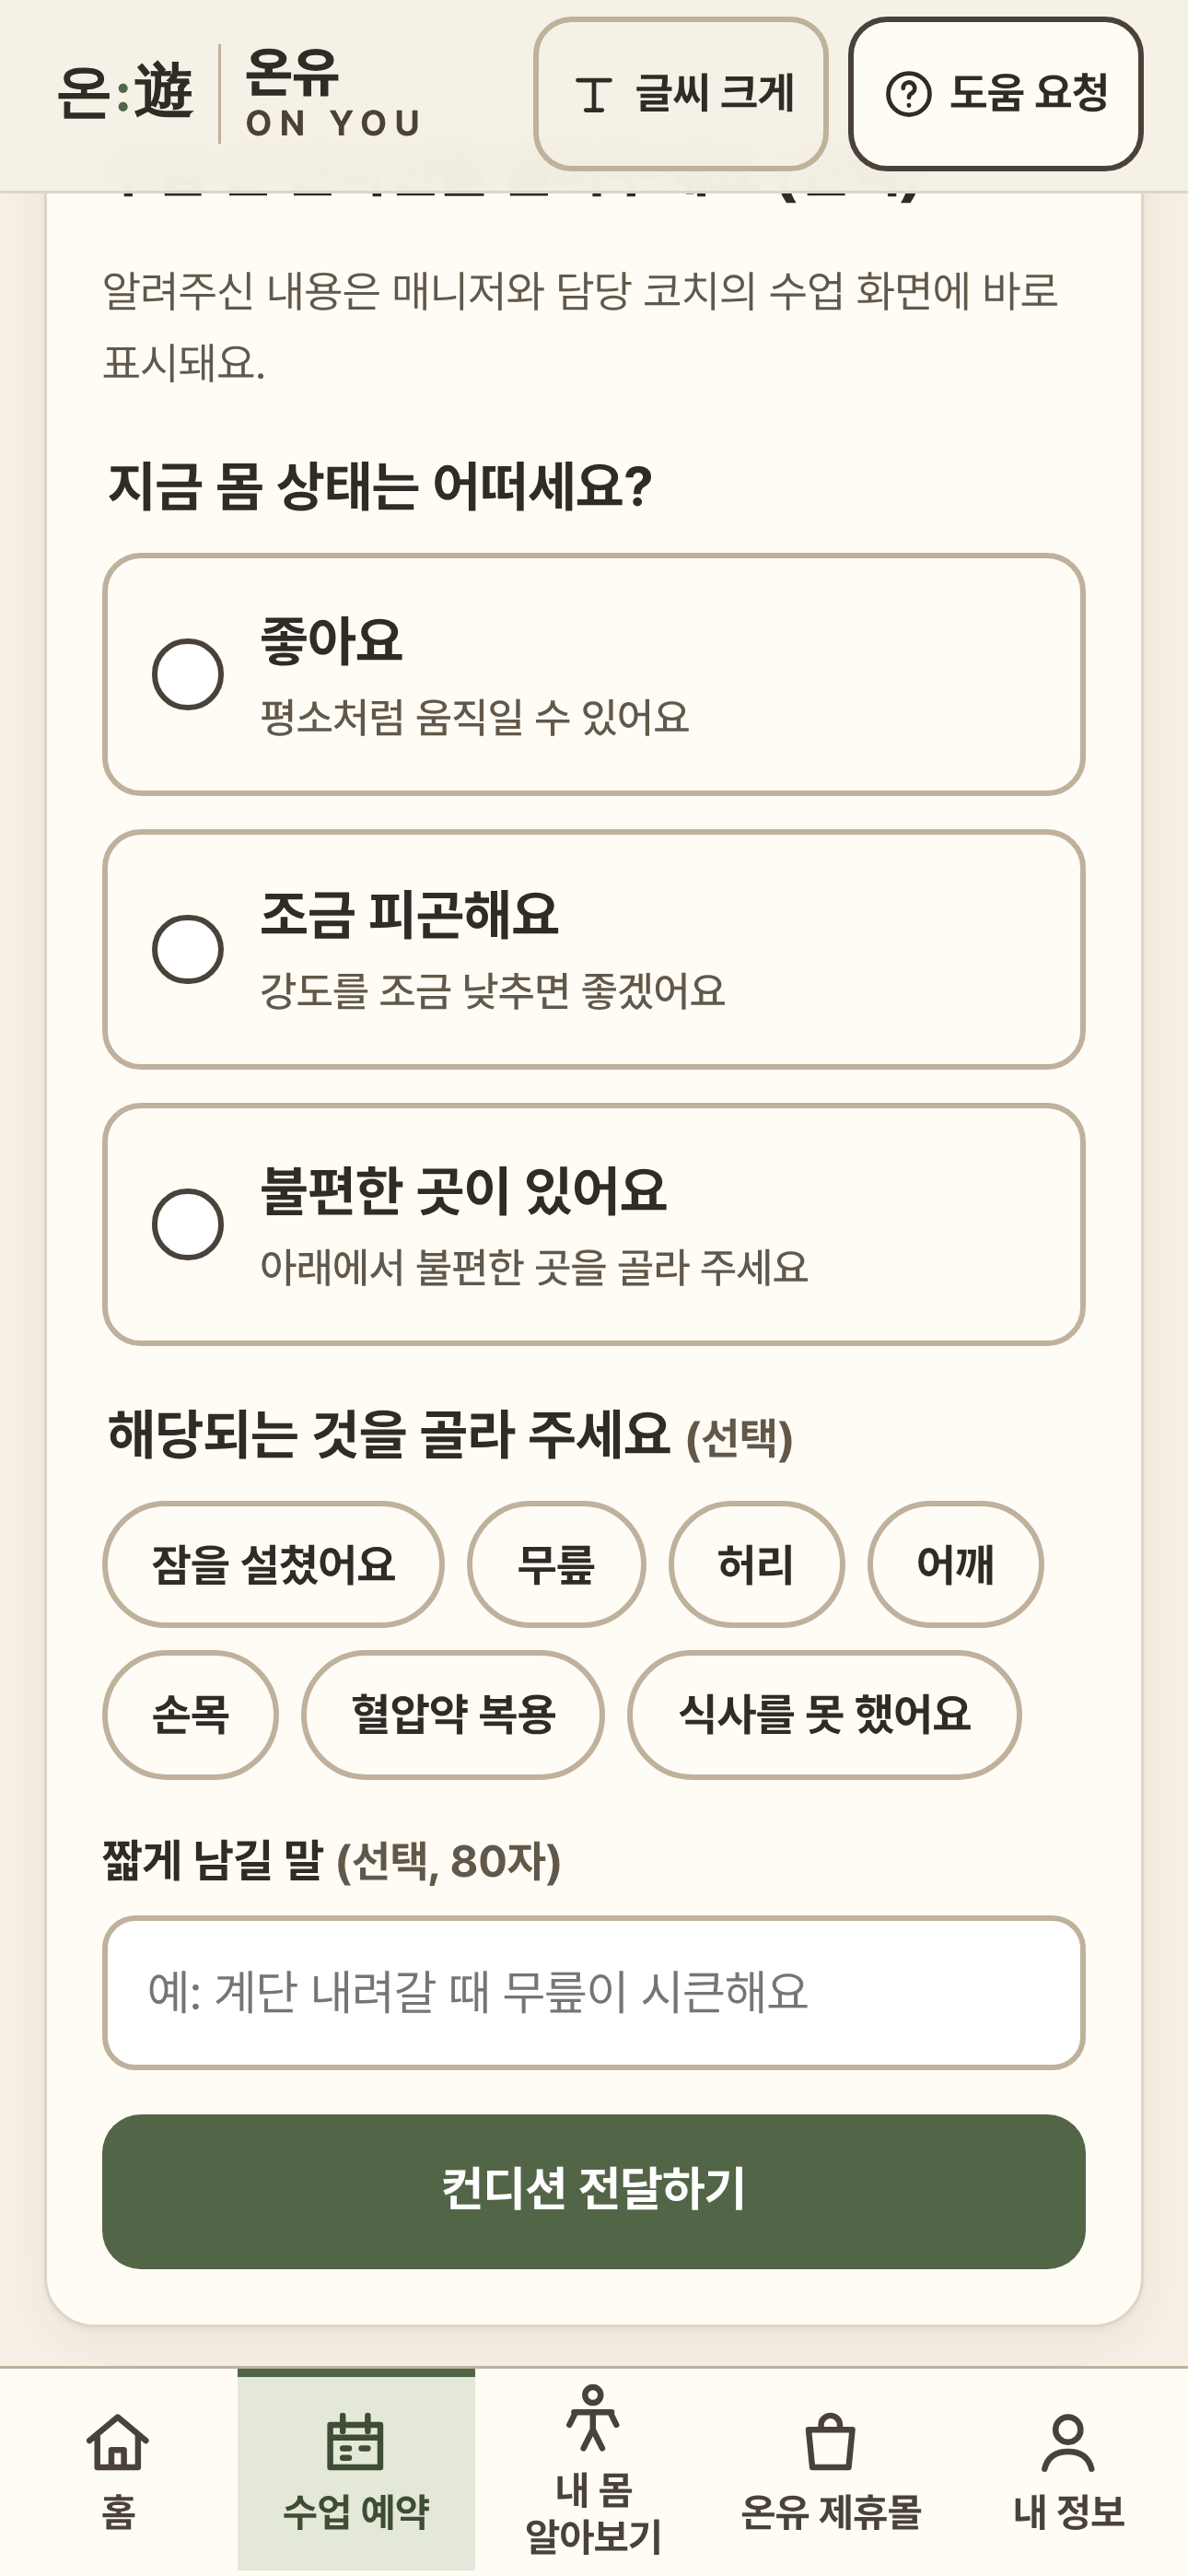 온:遊
온유
ON YOU
글씨 크게
도움 요청
알려주신 내용은 매니저와 담당 코치의 수업 화면에 바로
표시돼요.
지금 몸 상태는 어떠세요?
좋아요
평소처럼 움직일 수 있어요
조금 피곤해요
강도를 조금 낮추면 좋겠어요
불편한 곳이 있어요
아래에서 불편한 곳을 골라 주세요
해당되는 것을 골라 주세요 (선택)
잠을 설쳤어요
무릎
허리
어깨
손목
혈압약 복용
식사를 못 했어요
짧게 남길 말 (선택, 80자)
예: 계단 내려갈 때 무릎이 시큰해요
컨디션 전달하기
홈
수업 예약
내 몸
알아보기
온유 제휴몰
내 정보